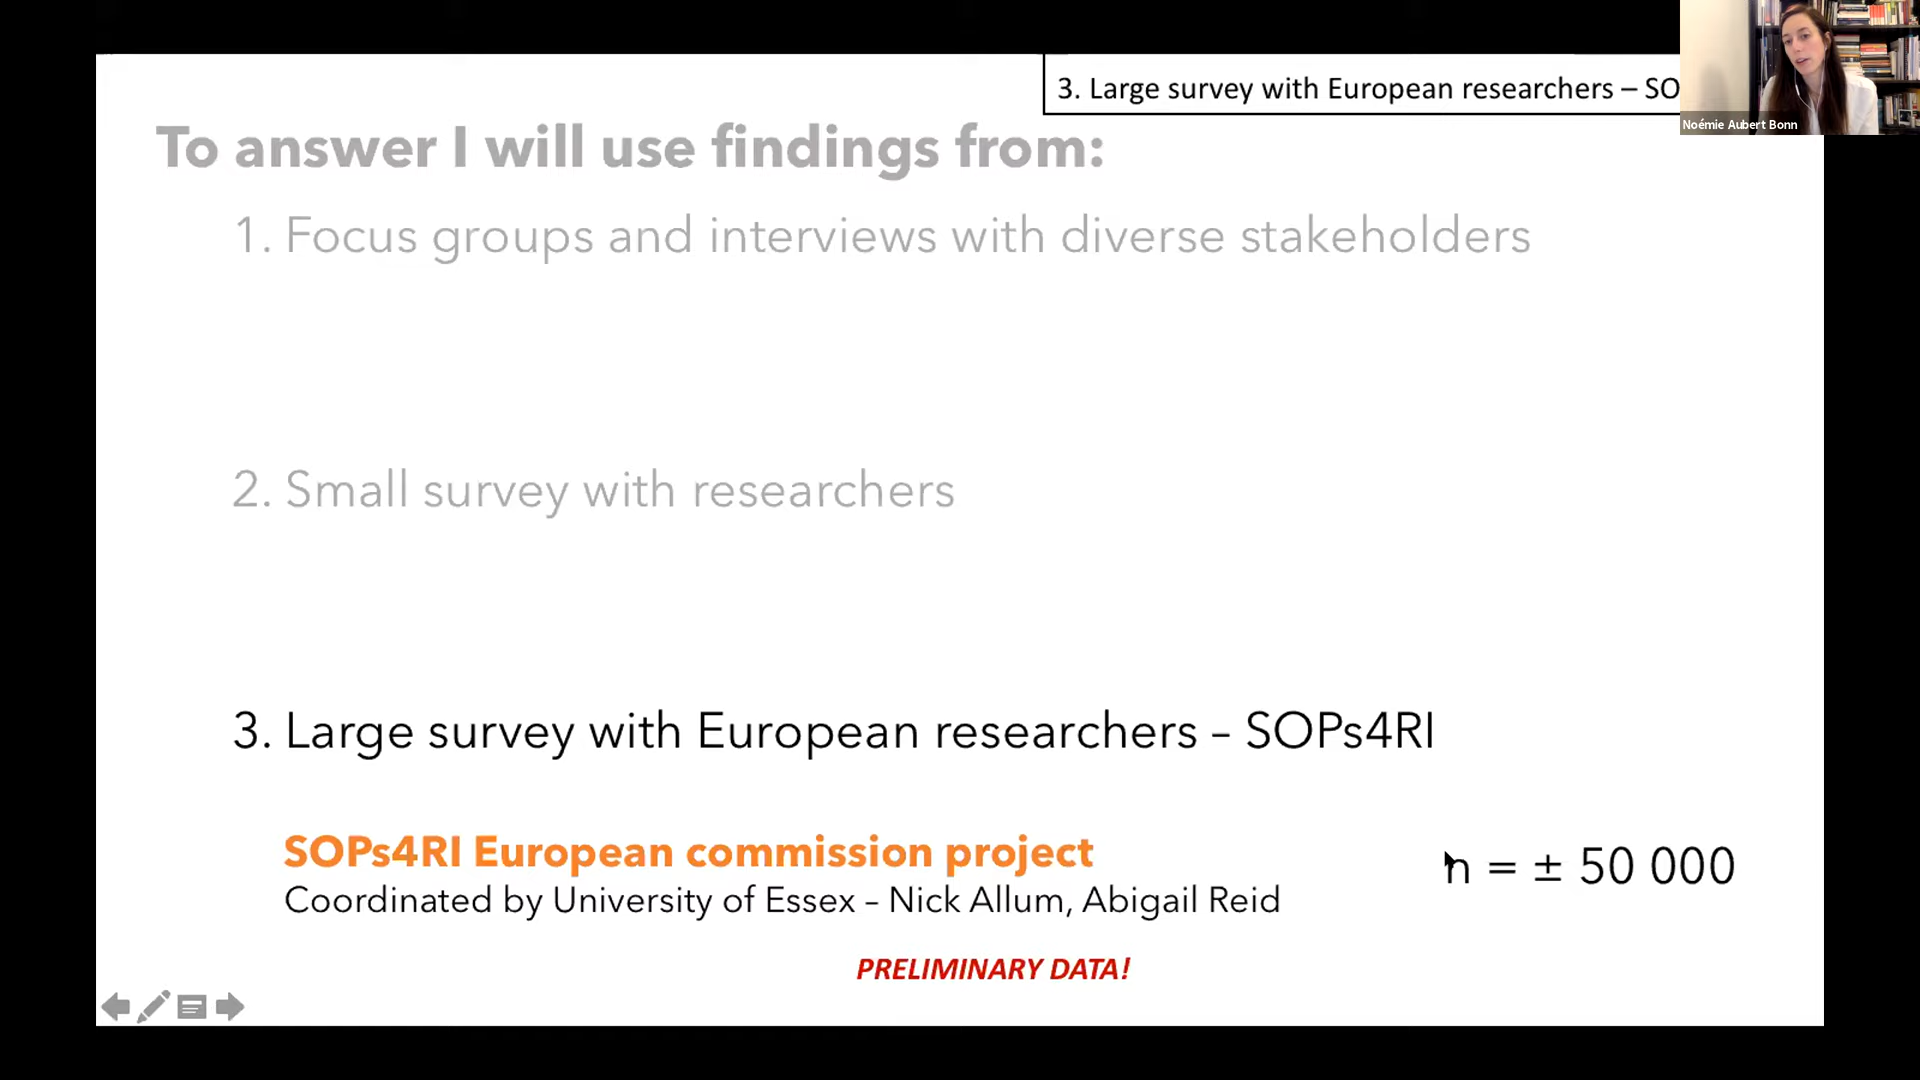 3. Large survey with European researchers – SO
Noémie Aubert Bonn
To answer I will use findings from:
1. Focus groups and interviews with diverse stakeholders
2. Small survey with researchers
3. Large survey with European researchers – SOPs4RI
SOPs4RI European commission project
n = ± 50 000
Coordinated by University of Essex – Nick Allum, Abigail Reid
PRELIMINARY DATA!